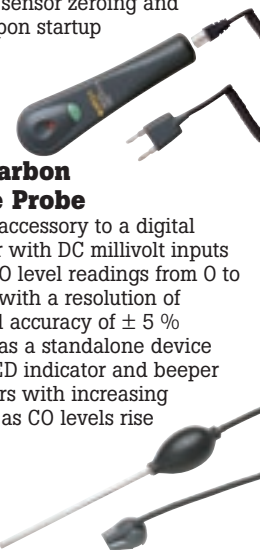 sensor zeroing and
pon startup
arbon
e Probe
accessory to a digital
r with DC millivolt inputs
O level readings from 0 to
with a resolution of
l accuracy of ± 5 %
as a standalone device
ED indicator and beeper
rs with increasing
as CO levels rise